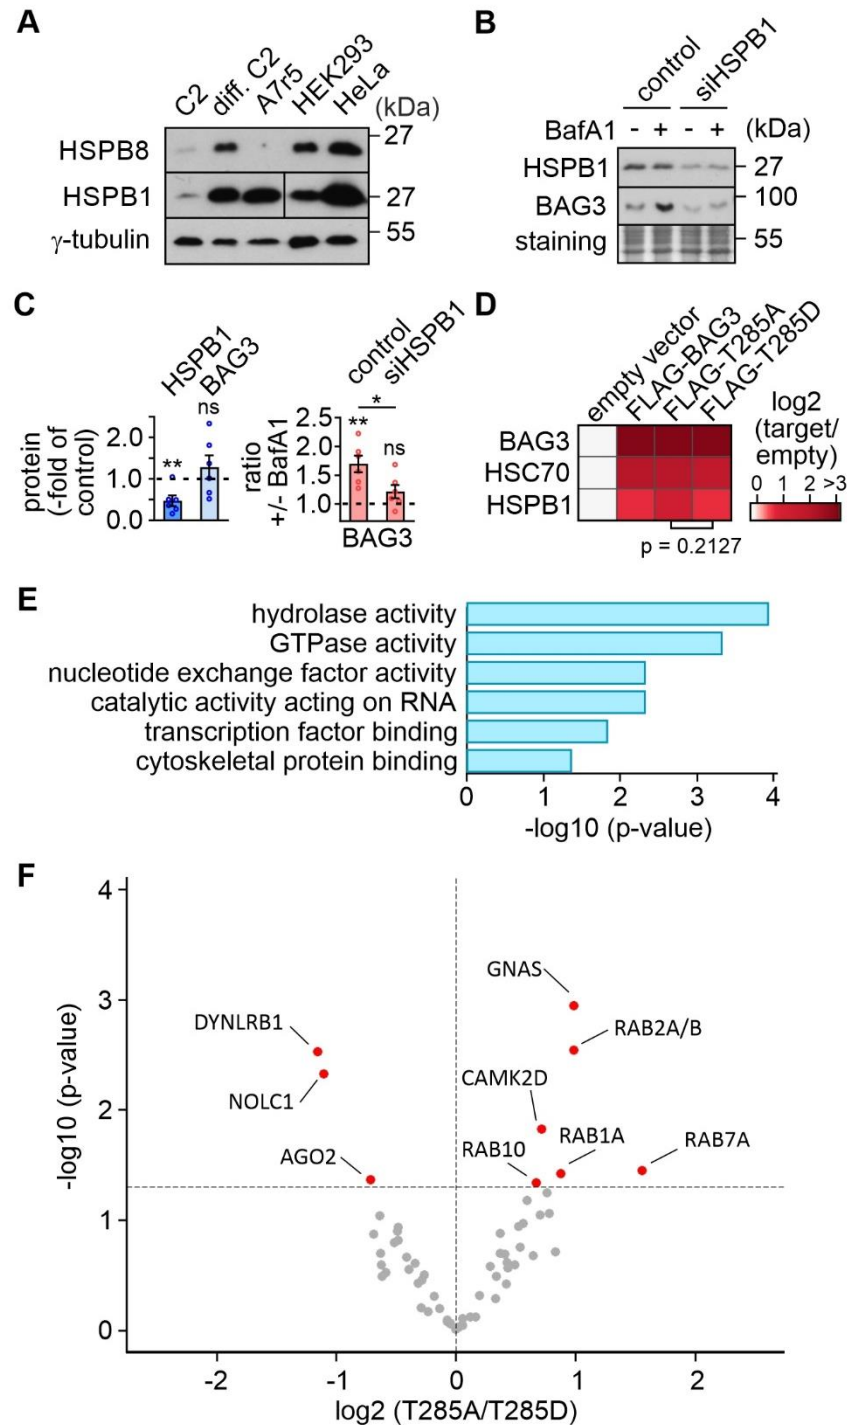 A
C2
diff. C2
A7r5
HEK293
HeLa
(kDa)
HSPB8
27
HSPB1
27
γ-tubulin
55
B
control
siHSPB1
BafA1 - + - + (kDa)
HSPB1
27
BAG3
100
staining
55
C
HSPB1
BAG3
protein
(-fold of
control)
2.0
1.0
0.0
**
ns
control
siHSPB1
ratio
+/- BafA1
2.5
2.0
1.5
1.0
*
**
ns
BAG3
D
empty vector
FLAG-BAG3
FLAG-T285A
FLAG-T285D
BAG3
HSC70
HSPB1
p = 0.2127
log2
(target/
empty)
0 1 2 >3
E
hydrolase activity
GTPase activity
nucleotide exchange factor activity
catalytic activity acting on RNA
transcription factor binding
cytoskeletal protein binding
0 1 2 3 4
-log10 (p-value)
F
4
3
2
1
0
-log10 (p-value)
GNAS
DYNLRB1
RAB2A/B
CAMK2D
NOLC1
RAB10
RAB1A
RAB7A
AGO2
-2 -1 0 1 2
log2 (T285A/T285D)